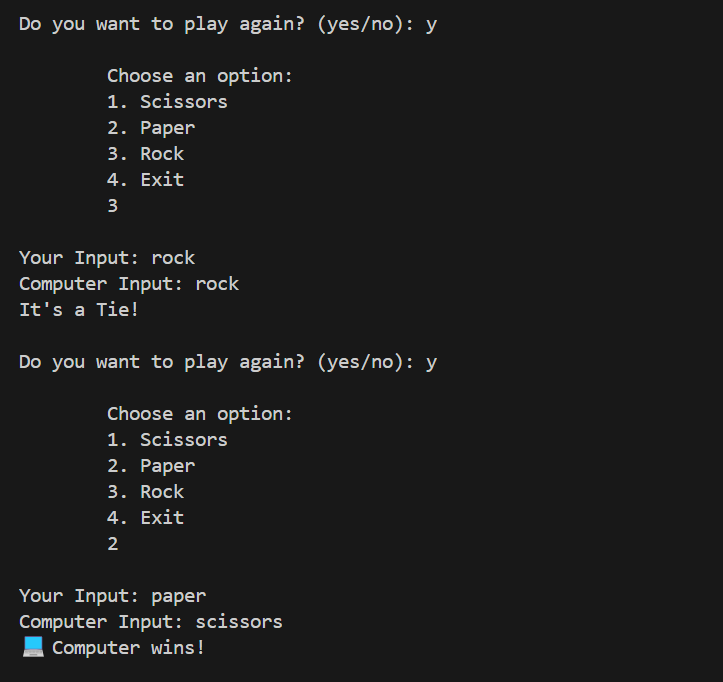 Do you want to play again? (yes/no): y
Choose an option:
1. Scissors
2. Paper
3. Rock
4. Exit
3
Your Input: rock
Computer Input: rock
It's a Tie!
Do you want to play again? (yes/no): y
Choose an option:
1. Scissors
2. Paper
3. Rock
4. Exit
2
Your Input: paper
Computer Input: scissors
💻 Computer wins!